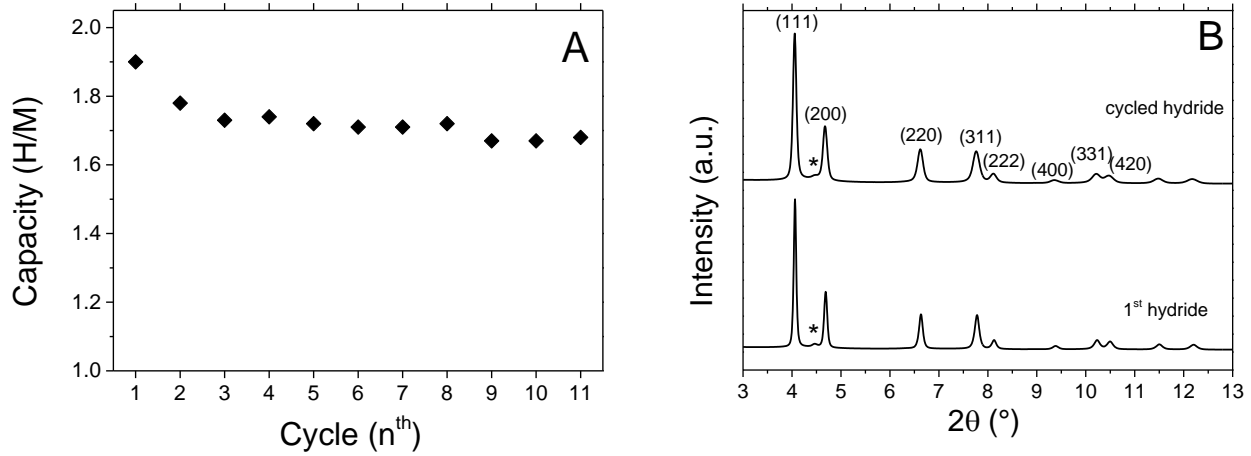 A
2.0
1.8
1.6
1.4
1.2
1.0
Capacity (H/M)
1 2 3 4 5 6 7 8 9 10 11
Cycle (nth)
B
(111)
cycled hydride
(200)
(220)
(311)
(222)
(400)
(331)
(420)
*
1st hydride
*
Intensity (a.u.)
3 4 5 6 7 8 9 10 11 12 13
2θ (°)